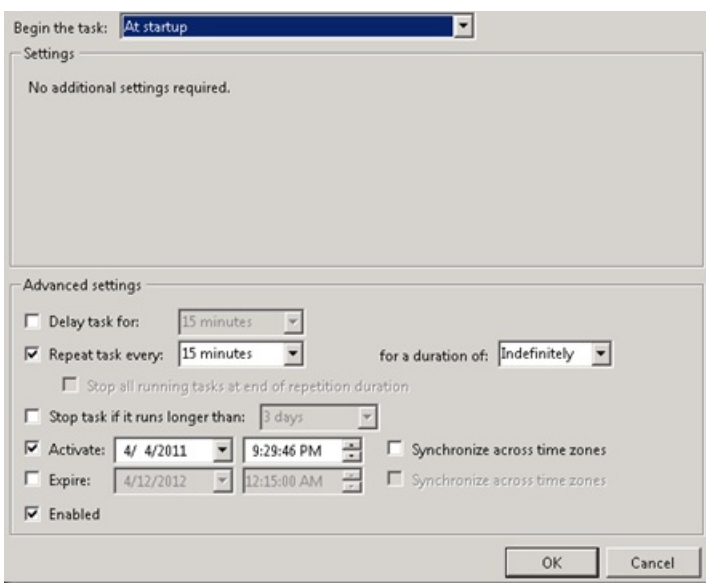 Begin the task: At startup
Settings
No additional settings required.
Advanced settings
Delay task for: 15 minutes
Repeat task every: 15 minutes for a duration of: Indefinitely
Stop all running tasks at end of repetition duration
Stop task if it runs longer than: 3 days
Activate: 4/ 4/2011 9:29:46 PM Synchronize across time zones
Expire: 4/12/2012 12:15:00 AM Synchronize across time zones
Enabled
OK Cancel